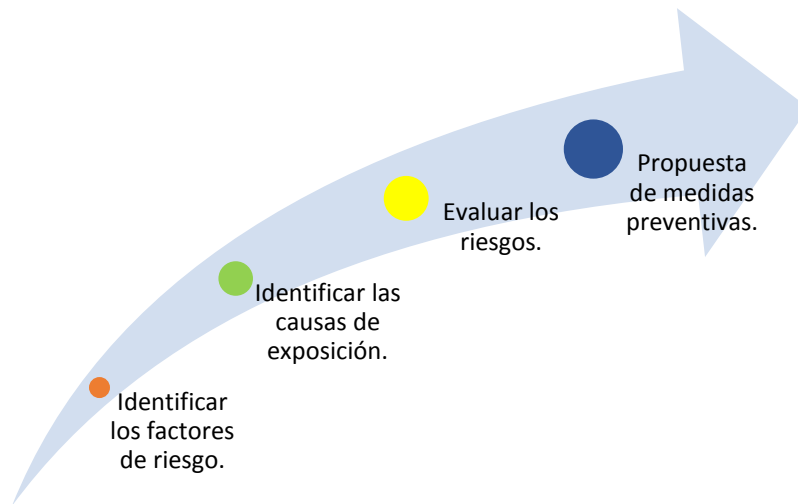 Identificar
los factores
de riesgo.
Identificar las
causas de
exposición.
Evaluar los
riesgos.
Propuesta
de medidas
preventivas.